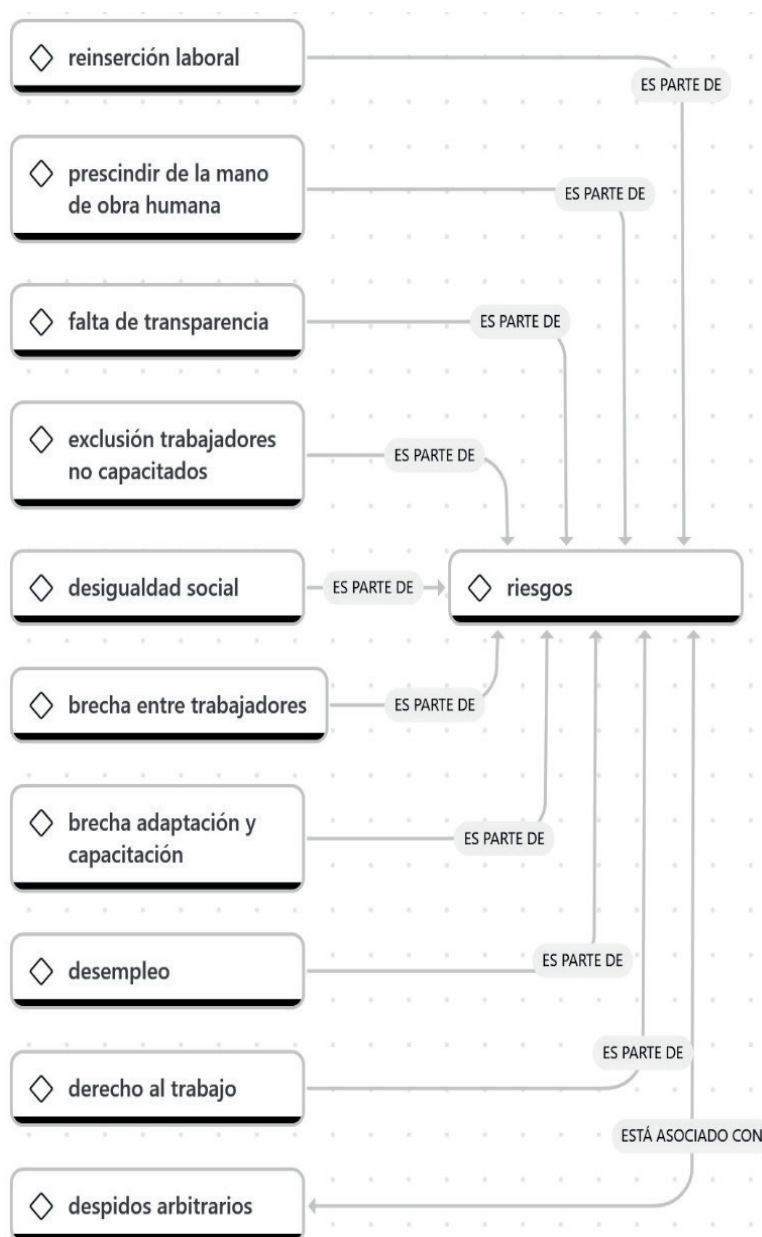 reinserción laboral
ES PARTE DE
prescindir de la mano
de obra humana
ES PARTE DE
falta de transparencia
ES PARTE DE
exclusión trabajadores
no capacitados
ES PARTE DE
desigualdad social
ES PARTE DE
riesgos
brecha entre trabajadores
ES PARTE DE
brecha adaptación y
capacitación
ES PARTE DE
desempleo
ES PARTE DE
derecho al trabajo
ES PARTE DE
ESTÁ ASOCIADO CON
despidos arbitrarios